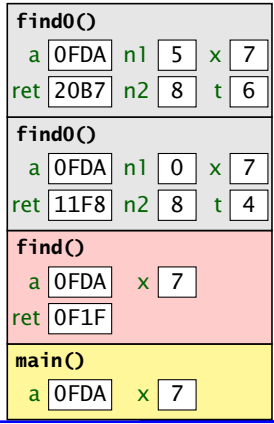 find0()
a 0FDA n1 5 x 7
ret 20B7 n2 8 t 6
find0()
a 0FDA n1 0 x 7
ret 11F8 n2 8 t 4
find()
a 0FDA x 7
ret 0F1F
main()
a 0FDA x 7